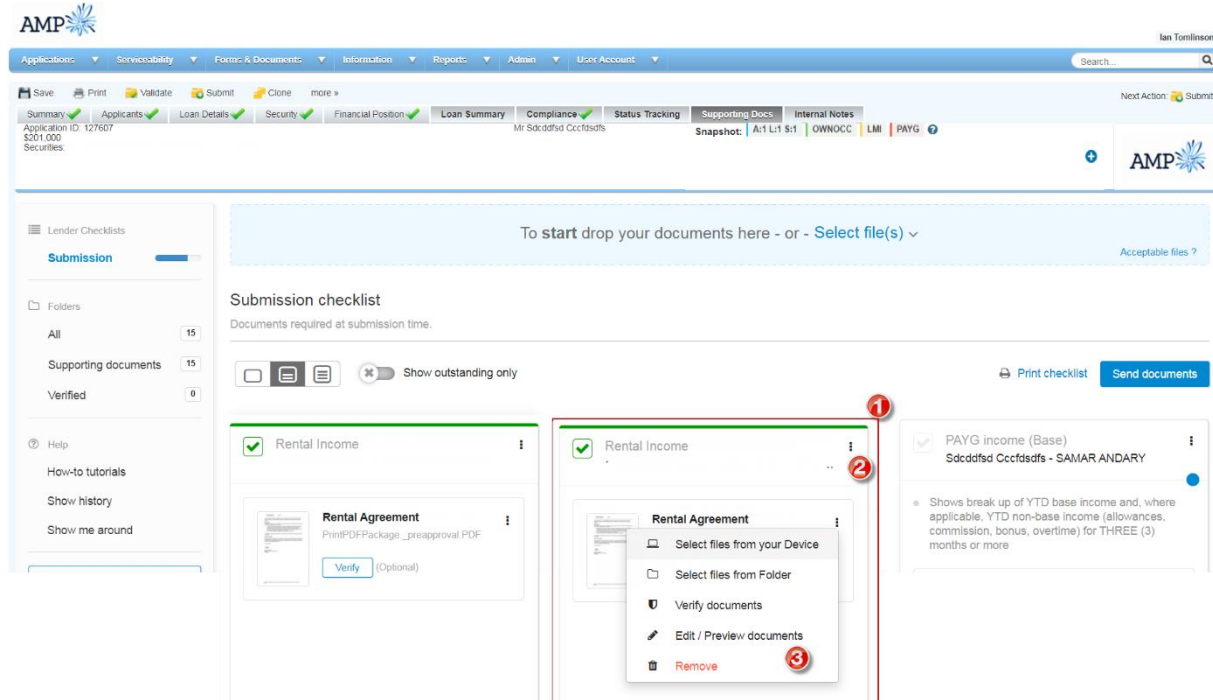 AMP
Ian Tomlinson
Applications Serviceability Forms & Documents Information Reports Admin User Account Search...
Save Print Validate Submit Clone more » Next Action: Submit
Summary Applicants Loan Details Security Financial Position Loan Summary Compliance Status Tracking Supporting Docs Internal Notes
Application ID: 127607 Mr Sdcddfsd Cccfdsdfs Snapshot: A:1 L:1 S:1 OWNOCC LMI PAYG ?
$201,000
Securities:
AMP
Lender Checklists
Submission
Folders
All 15
Supporting documents 15
Verified 0
Help
How-to tutorials
Show history
Show me around
To start drop your documents here - or - Select file(s)
Acceptable files ?
Submission checklist
Documents required at submission time.
Show outstanding only Print checklist Send documents
Rental Income
Rental Agreement
PrintPDFPackage._preapproval.PDF
Verify (Optional)
1
Rental Income
2
Rental Agreement
Select files from your Device
Select files from Folder
Verify documents
Edit / Preview documents
Remove 3
PAYG income (Base)
Sdcddfsd Cccfdsdfs - SAMAR ANDARY
Shows break up of YTD base income and, where
applicable, YTD non-base income (allowances,
commission, bonus, overtime) for THREE (3)
months or more